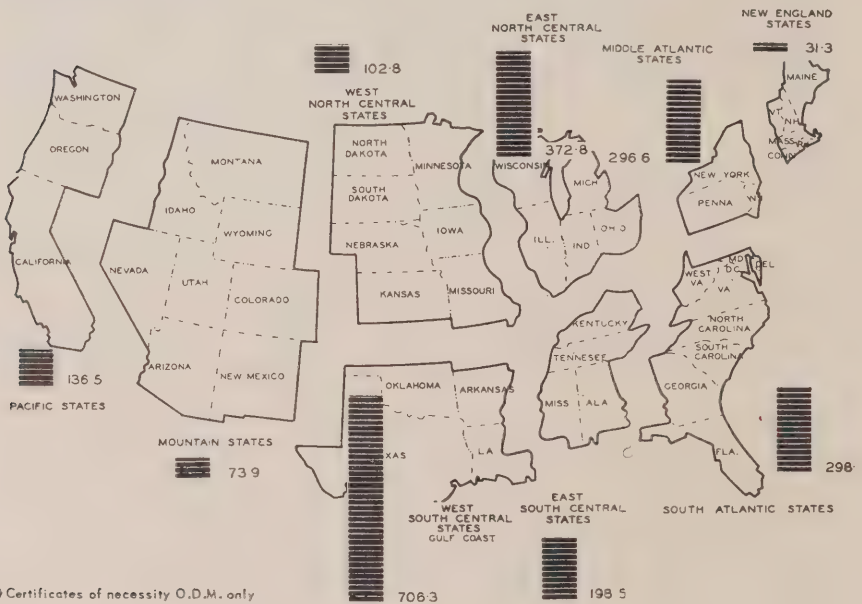 EAST
NORTH CENTRAL
STATES
372.8
NEW ENGLAND
STATES
31.3
MIDDLE ATLANTIC
STATES
296.6
102.8
WEST
NORTH CENTRAL
STATES
WASHINGTON
OREGON
CALIFORNIA
136 5
PACIFIC STATES
MONTANA
IDAHO
WYOMING
NEVADA
UTAH
COLORADO
ARIZONA
NEW MEXICO
MOUNTAIN STATES
73 9
NORTH
DAKOTA
MINNESOTA
SOUTH
DAKOTA
NEBRASKA
IOWA
KANSAS
MISSOURI
WISCONSIN
MICH
ILL.
IND
OHIO
NEW YORK
PENNA
MAINE
VT
NH
MASS
CONN
OKLAHOMA
ARKANSAS
XAS
LA
WEST
SOUTH CENTRAL
STATES
GULF COAST
706.3
KENTUCKY
TENNESEE
MISS
ALA
EAST
SOUTH CENTRAL
STATES
198 5
WEST
VA
MD
DC
DEL
VA
NORTH
CAROLINA
SOUTH
CAROLINA
GEORGIA
FLA.
298·
SOUTH ATLANTIC STATES
Certificates of necessity O.D.M. only